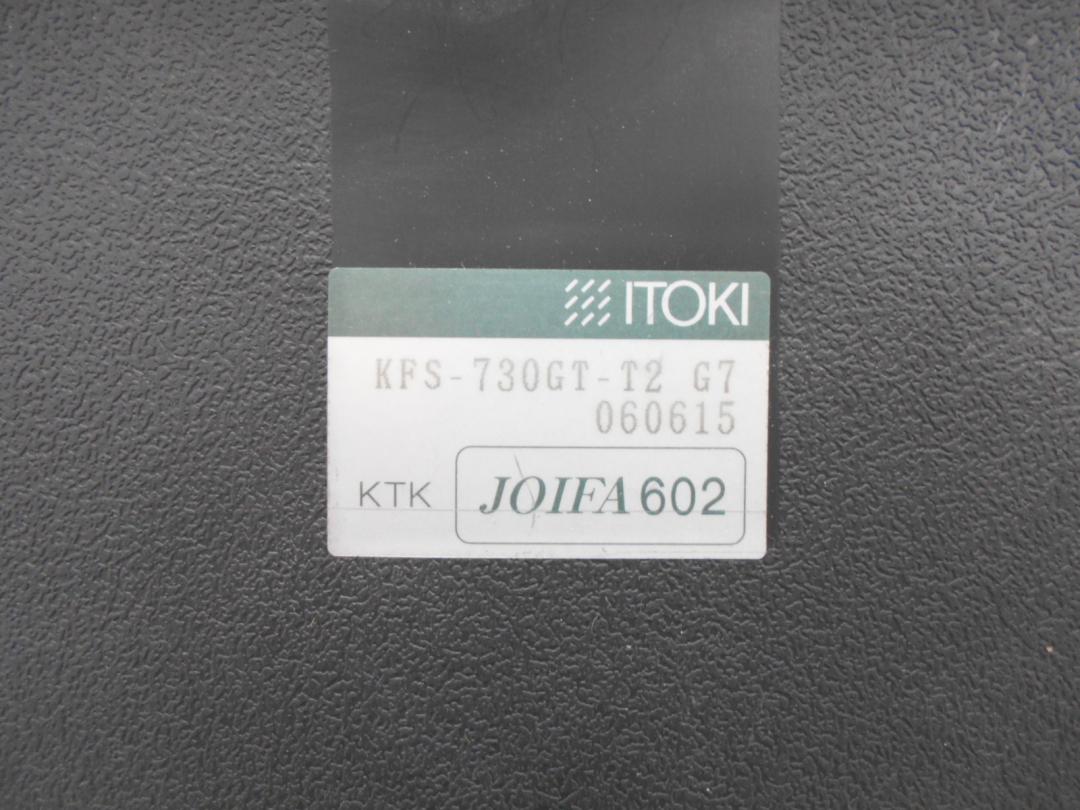 ITOKI
KFS-730GT-T2 G7
060615
KTK JOIFA 602